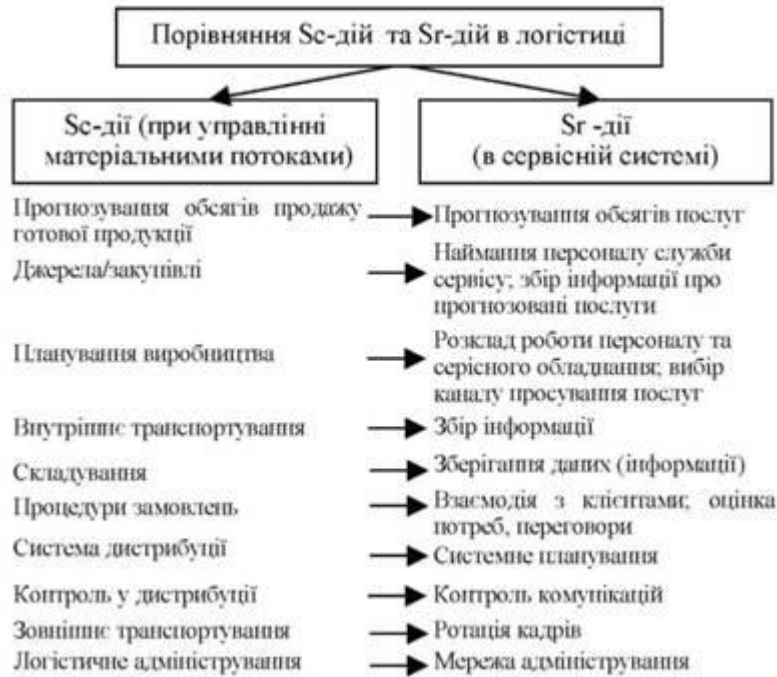 Порівняння Sc-дій та Sr-дій в логістиці
Sc-дії (при управлінні
матеріальними потоками)
Sr -дії
(в сервісній системі)
Прогнозування обсягів продажу
готової продукції
Прогнозування обсягів послуг
Джерела/закупівлі
Наймання персоналу служби
сервісу; збір інформації про
прогнозовані послуги
Планування виробництва
Розклад роботи персоналу та
серісного обладнання; вибір
каналу просування послуг
Внутрішнє транспортування
Збір інформації
Складування
Зберігання даних (інформації)
Процедури замовлень
Взаємодія з клієнтами; оцінка
потреб, переговори
Система дистрибуції
Системне планування
Контроль у дистрибуції
Контроль комунікацій
Зовнішнє транспортування
Ротація кадрів
Логістичне адміністрування
Мережа адміністрування